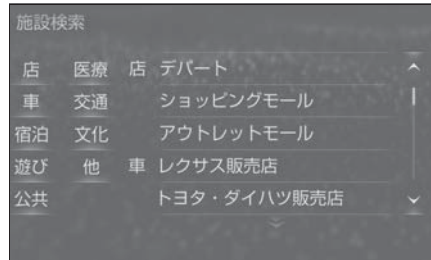 施設検索
店 医療 店 デパート
車 交通 ショッピングモール
宿泊 文化 アウトレットモール
遊び 他 車 レクサス販売店
公共 トヨタ・ダイハツ販売店